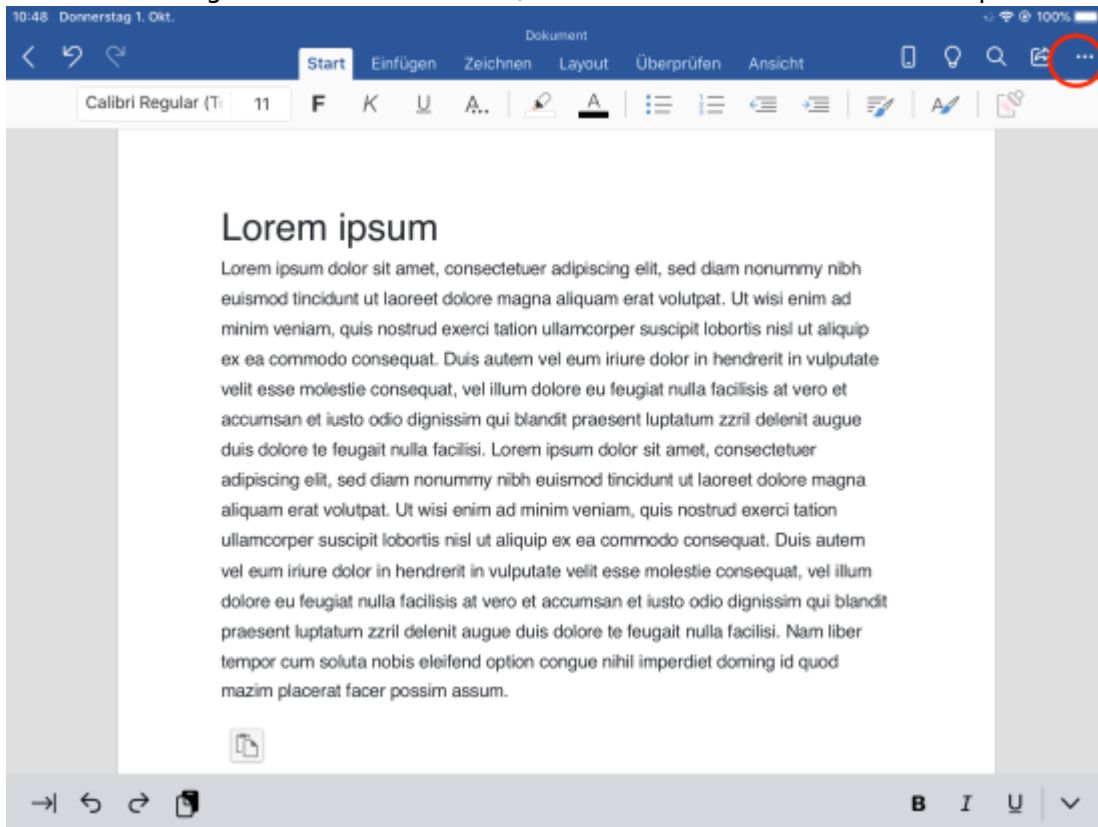 10:48 Donnerstag 1. Okt. 100%
Dokument
Start Einfügen Zeichnen Layout Überprüfen Ansicht
Calibri Regular (T 11 F K U A.. A
Lorem ipsum
Lorem ipsum dolor sit amet, consectetuer adipiscing elit, sed diam nonummy nibh
euismod tincidunt ut laoreet dolore magna aliquam erat volutpat. Ut wisi enim ad
minim veniam, quis nostrud exerci tation ullamcorper suscipit lobortis nisl ut aliquip
ex ea commodo consequat. Duis autem vel eum iriure dolor in hendrerit in vulputate
velit esse molestie consequat, vel illum dolore eu feugiat nulla facilisis at vero et
accumsan et iusto odio dignissim qui blandit praesent luptatum zzril delenit augue
duis dolore te feugait nulla facilisi. Lorem ipsum dolor sit amet, consectetuer
adipiscing elit, sed diam nonummy nibh euismod tincidunt ut laoreet dolore magna
aliquam erat volutpat. Ut wisi enim ad minim veniam, quis nostrud exerci tation
ullamcorper suscipit lobortis nisl ut aliquip ex ea commodo consequat. Duis autem
vel eum iriure dolor in hendrerit in vulputate velit esse molestie consequat, vel illum
dolore eu feugiat nulla facilisis at vero et accumsan et iusto odio dignissim qui blandit
praesent luptatum zzril delenit augue duis dolore te feugait nulla facilisi. Nam liber
tempor cum soluta nobis eleifend option congue nihil imperdiet doming id quod
mazim placerat facer possim assum.
B I U